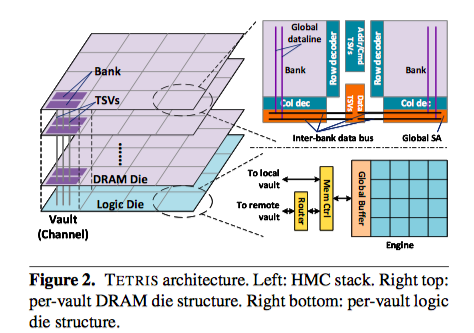 Bank
TSVs
DRAM Die
Logic Die
Vault
(Channel)
Global
dataline
Bank
Row decoder
Addr/Cmd
TSVs
Row decoder
Bank
Col dec
Data
TSVs
Col dec
Inter-bank data bus
Global SA
To local
vault
To remote
vault
Router
Mem Ctrl
Global Buffer
Engine
Figure 2. TETRIS architecture. Left: HMC stack. Right top:
per-vault DRAM die structure. Right bottom: per-vault logic
die structure.